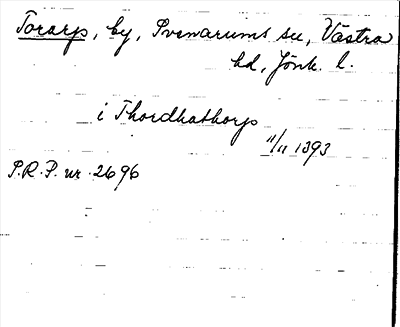 Torarp, by, Svenarums sn, Västra
hd, Jönk. l.
i Thordhathorp
11/11 1393
S.R.P. nr 2696